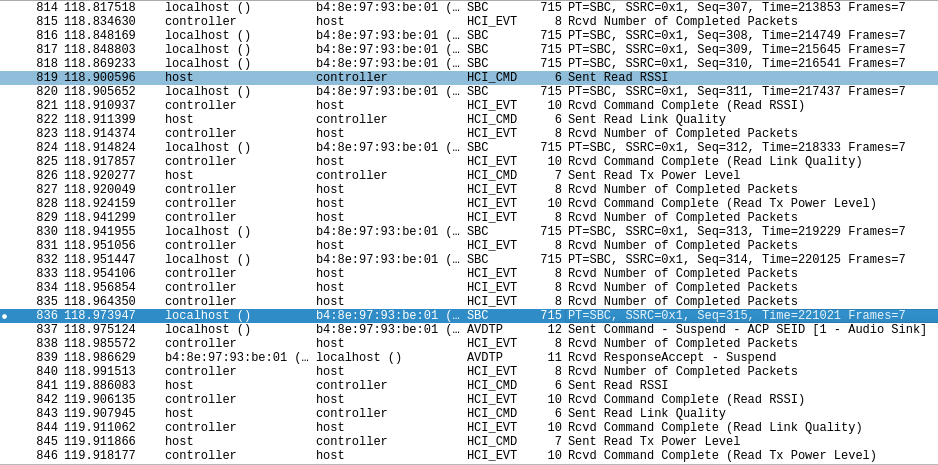 814 118.817518 localhost () b4:8e:97:93:be:01 (… SBC 715 PT=SBC, SSRC=0x1, Seq=307, Time=213853 Frames=7
815 118.834630 controller host HCI_EVT 8 Rcvd Number of Completed Packets
816 118.848169 localhost () b4:8e:97:93:be:01 (… SBC 715 PT=SBC, SSRC=0x1, Seq=308, Time=214749 Frames=7
817 118.848803 localhost () b4:8e:97:93:be:01 (… SBC 715 PT=SBC, SSRC=0x1, Seq=309, Time=215645 Frames=7
818 118.869233 localhost () b4:8e:97:93:be:01 (… SBC 715 PT=SBC, SSRC=0x1, Seq=310, Time=216541 Frames=7
819 118.900596 host controller HCI_CMD 6 Sent Read RSSI
820 118.905652 localhost () b4:8e:97:93:be:01 (… SBC 715 PT=SBC, SSRC=0x1, Seq=311, Time=217437 Frames=7
821 118.910937 controller host HCI_EVT 10 Rcvd Command Complete (Read RSSI)
822 118.911399 host controller HCI_CMD 6 Sent Read Link Quality
823 118.914374 controller host HCI_EVT 8 Rcvd Number of Completed Packets
824 118.914824 localhost () b4:8e:97:93:be:01 (… SBC 715 PT=SBC, SSRC=0x1, Seq=312, Time=218333 Frames=7
825 118.917857 controller host HCI_EVT 10 Rcvd Command Complete (Read Link Quality)
826 118.920277 host controller HCI_CMD 7 Sent Read Tx Power Level
827 118.920049 controller host HCI_EVT 8 Rcvd Number of Completed Packets
828 118.924159 controller host HCI_EVT 10 Rcvd Command Complete (Read Tx Power Level)
829 118.941299 controller host HCI_EVT 8 Rcvd Number of Completed Packets
830 118.941955 localhost () b4:8e:97:93:be:01 (… SBC 715 PT=SBC, SSRC=0x1, Seq=313, Time=219229 Frames=7
831 118.951056 controller host HCI_EVT 8 Rcvd Number of Completed Packets
832 118.951447 localhost () b4:8e:97:93:be:01 (… SBC 715 PT=SBC, SSRC=0x1, Seq=314, Time=220125 Frames=7
833 118.954106 controller host HCI_EVT 8 Rcvd Number of Completed Packets
834 118.956854 controller host HCI_EVT 8 Rcvd Number of Completed Packets
835 118.964350 controller host HCI_EVT 8 Rcvd Number of Completed Packets
836 118.973947 localhost () b4:8e:97:93:be:01 (… SBC 715 PT=SBC, SSRC=0x1, Seq=315, Time=221021 Frames=7
837 118.975124 localhost () b4:8e:97:93:be:01 (… AVDTP 12 Sent Command - Suspend - ACP SEID [1 - Audio Sink]
838 118.985572 controller host HCI_EVT 8 Rcvd Number of Completed Packets
839 118.986629 b4:8e:97:93:be:01 (… localhost () AVDTP 11 Rcvd ResponseAccept - Suspend
840 118.991513 controller host HCI_EVT 8 Rcvd Number of Completed Packets
841 119.886083 host controller HCI_CMD 6 Sent Read RSSI
842 119.906135 controller host HCI_EVT 10 Rcvd Command Complete (Read RSSI)
843 119.907945 host controller HCI_CMD 6 Sent Read Link Quality
844 119.911062 controller host HCI_EVT 10 Rcvd Command Complete (Read Link Quality)
845 119.911866 host controller HCI_CMD 7 Sent Read Tx Power Level
846 119.918177 controller host HCI_EVT 10 Rcvd Command Complete (Read Tx Power Level)